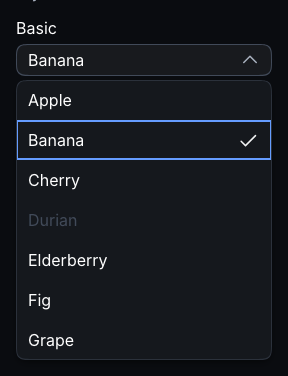 Basic
Banana
Apple
Banana
Cherry
Durian
Elderberry
Fig
Grape